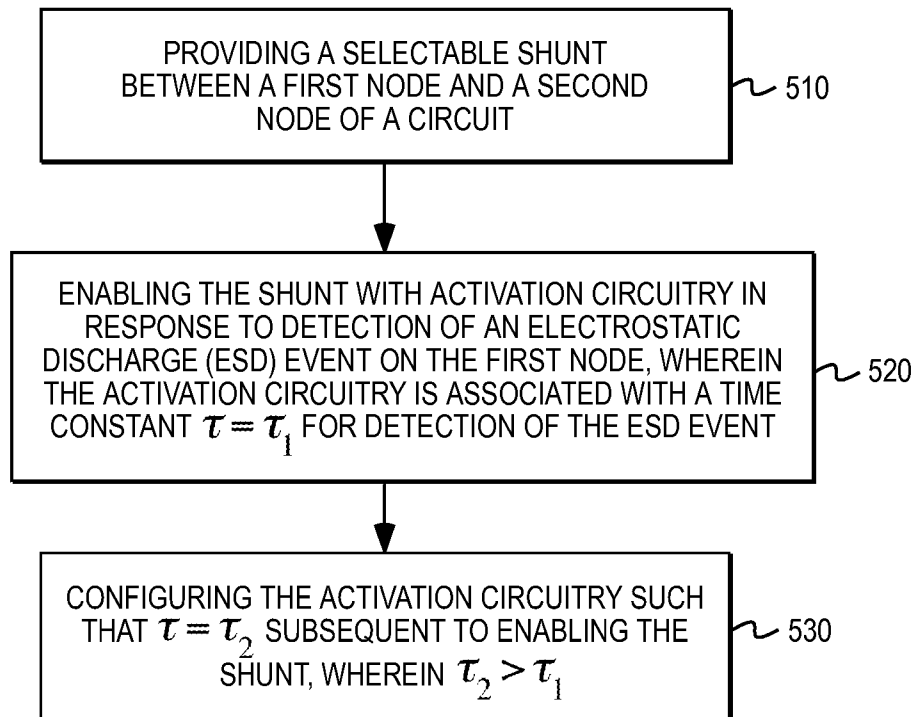 PROVIDING A SELECTABLE SHUNT
BETWEEN A FIRST NODE AND A SECOND
NODE OF A CIRCUIT
510
ENABLING THE SHUNT WITH ACTIVATION CIRCUITRY IN
RESPONSE TO DETECTION OF AN ELECTROSTATIC
DISCHARGE (ESD) EVENT ON THE FIRST NODE, WHEREIN
THE ACTIVATION CIRCUITRY IS ASSOCIATED WITH A TIME
CONSTANT τ = τ₁ FOR DETECTION OF THE ESD EVENT
520
CONFIGURING THE ACTIVATION CIRCUITRY SUCH
THAT τ = τ₂ SUBSEQUENT TO ENABLING THE
SHUNT, WHEREIN τ₂ > τ₁
530